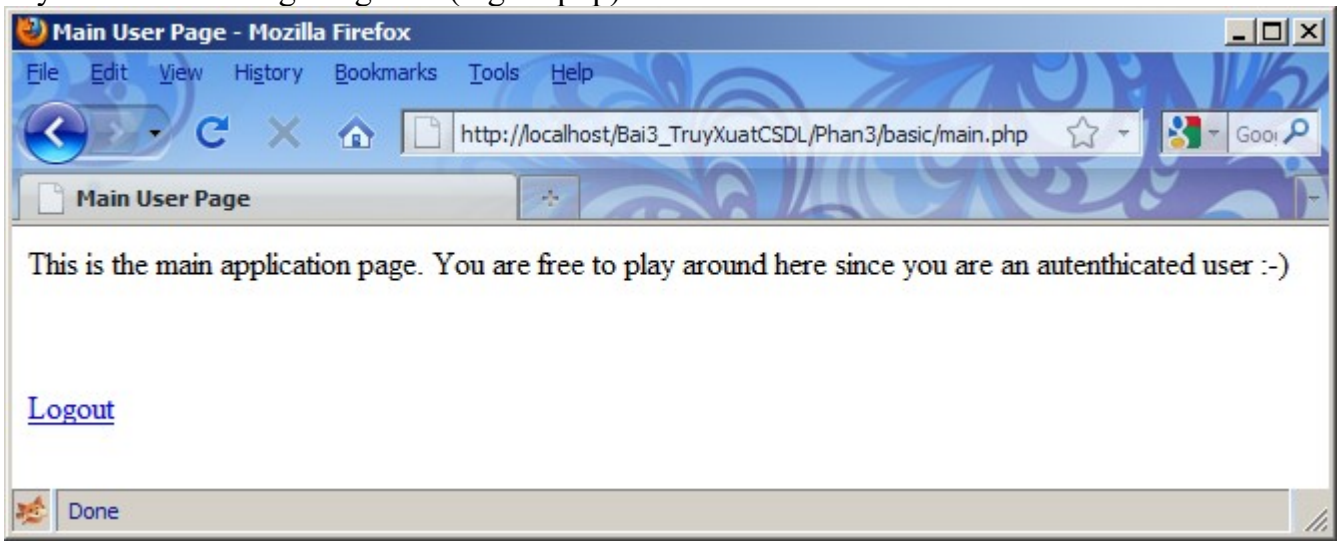 Main User Page - Mozilla Firefox
File Edit View History Bookmarks Tools Help
http://localhost/Bai3_TruyXuatCSDL/Phan3/basic/main.php
Main User Page
This is the main application page. You are free to play around here since you are an autenthicated user :-)
Logout
Done